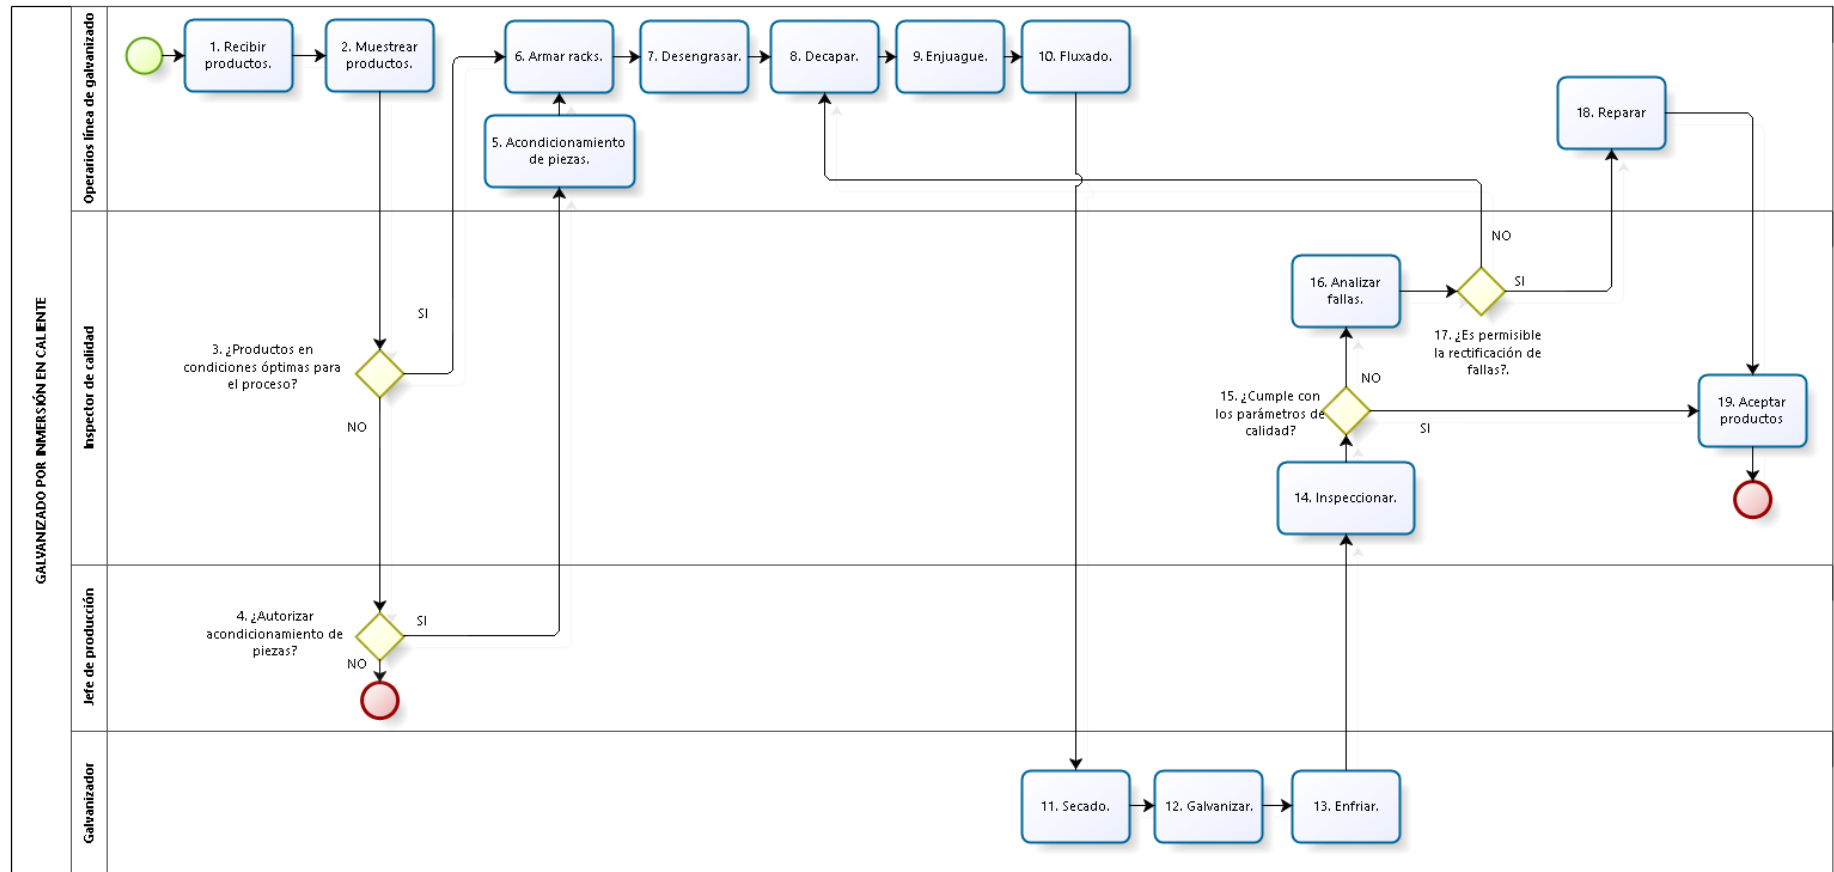 GALVANIZADO POR INMERSIÓN EN CALIENTE
Operarios línea de galvanizado
1. Recibir
productos.
2. Muestrear
productos.
6. Armar racks.
7. Desengrasar.
8. Decapar.
9. Enjuague.
10. Fluxado.
5. Acondicionamiento
de piezas.
18. Reparar
Inspector de calidad
3. ¿Productos en
condiciones óptimas para
el proceso?
SI
NO
16. Analizar
fallas.
NO
SI
17. ¿Es permisible
la rectificación de
fallas?.
15. ¿Cumple con
los parámetros de
calidad?
NO
SI
19. Aceptar
productos
14. Inspeccionar.
Jefe de producción
4. ¿Autorizar
acondicionamiento de
piezas?
SI
NO
Galvanizador
11. Secado.
12. Galvanizar.
13. Enfriar.